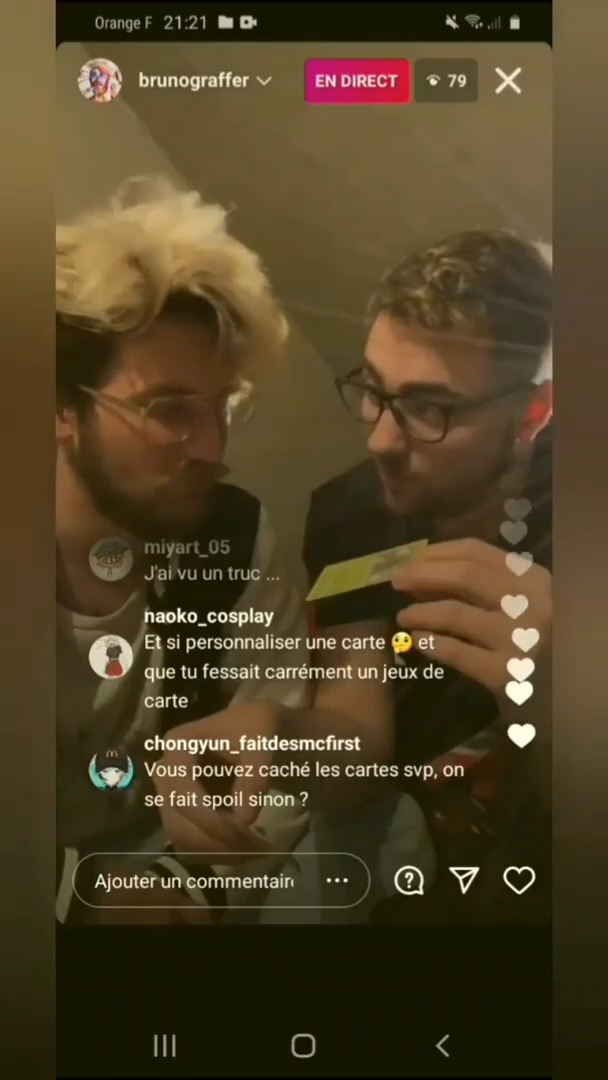 Orange F 21:21
brunograffer
EN DIRECT
79
miyart_05
J'ai vu un truc ...
naoko_cosplay
Et si personnaliser une carte 🤔 et
que tu fessait carrément un jeux de
carte
chongyun_faitdesmcfirst
Vous pouvez caché les cartes svp, on
se fait spoil sinon ?
Ajouter un commentair